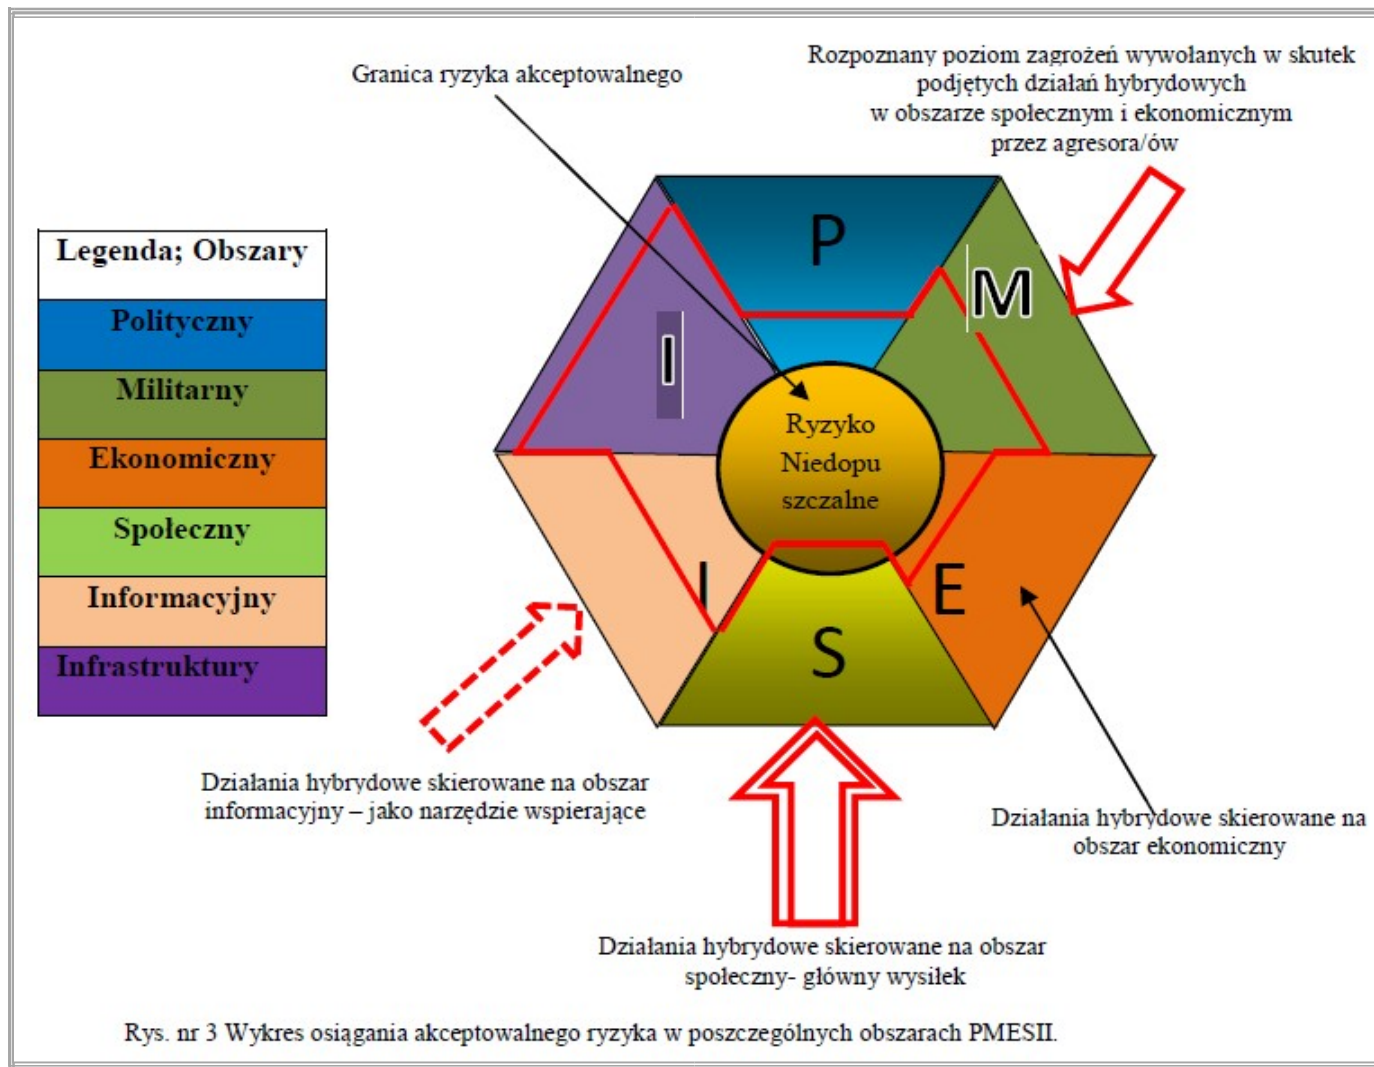 Granica ryzyka akceptowalnego
Rozpoznany poziom zagrożeń wywołanych w skutek
podjętych działań hybrydowych
w obszarze społecznym i ekonomicznym
przez agresora/ów
Legenda; Obszary
Polityczny
Militarny
Ekonomiczny
Społeczny
Informacyjny
Infrastruktury
P
M
I
Ryzyko
Niedopu
szczalne
I
E
S
Działania hybrydowe skierowane na obszar
informacyjny – jako narzędzie wspierające
Działania hybrydowe skierowane na
obszar ekonomiczny
Działania hybrydowe skierowane na obszar
społeczny- główny wysiłek
Rys. nr 3 Wykres osiągania akceptowalnego ryzyka w poszczególnych obszarach PMESII.